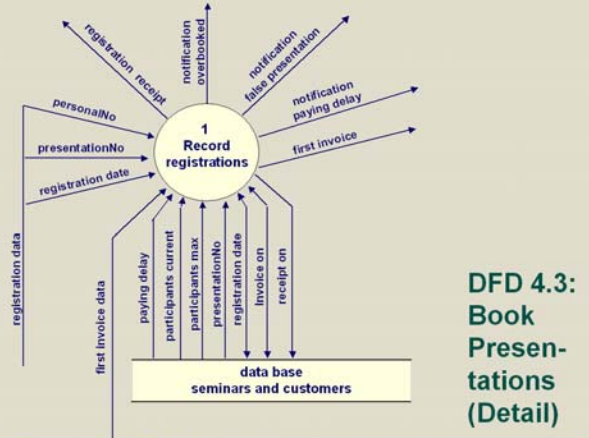 registration receipt
notification
overbooked
notification
false presentation
notification
paying delay
first invoice
personalNo
presentationNo
registration date
registration data
1
Record
registrations
first invoice data
paying delay
participants current
participants max
presentationNo
registration date
Invoice on
receipt on
data base
seminars and customers
DFD 4.3:
Book
Presen-
tations
(Detail)